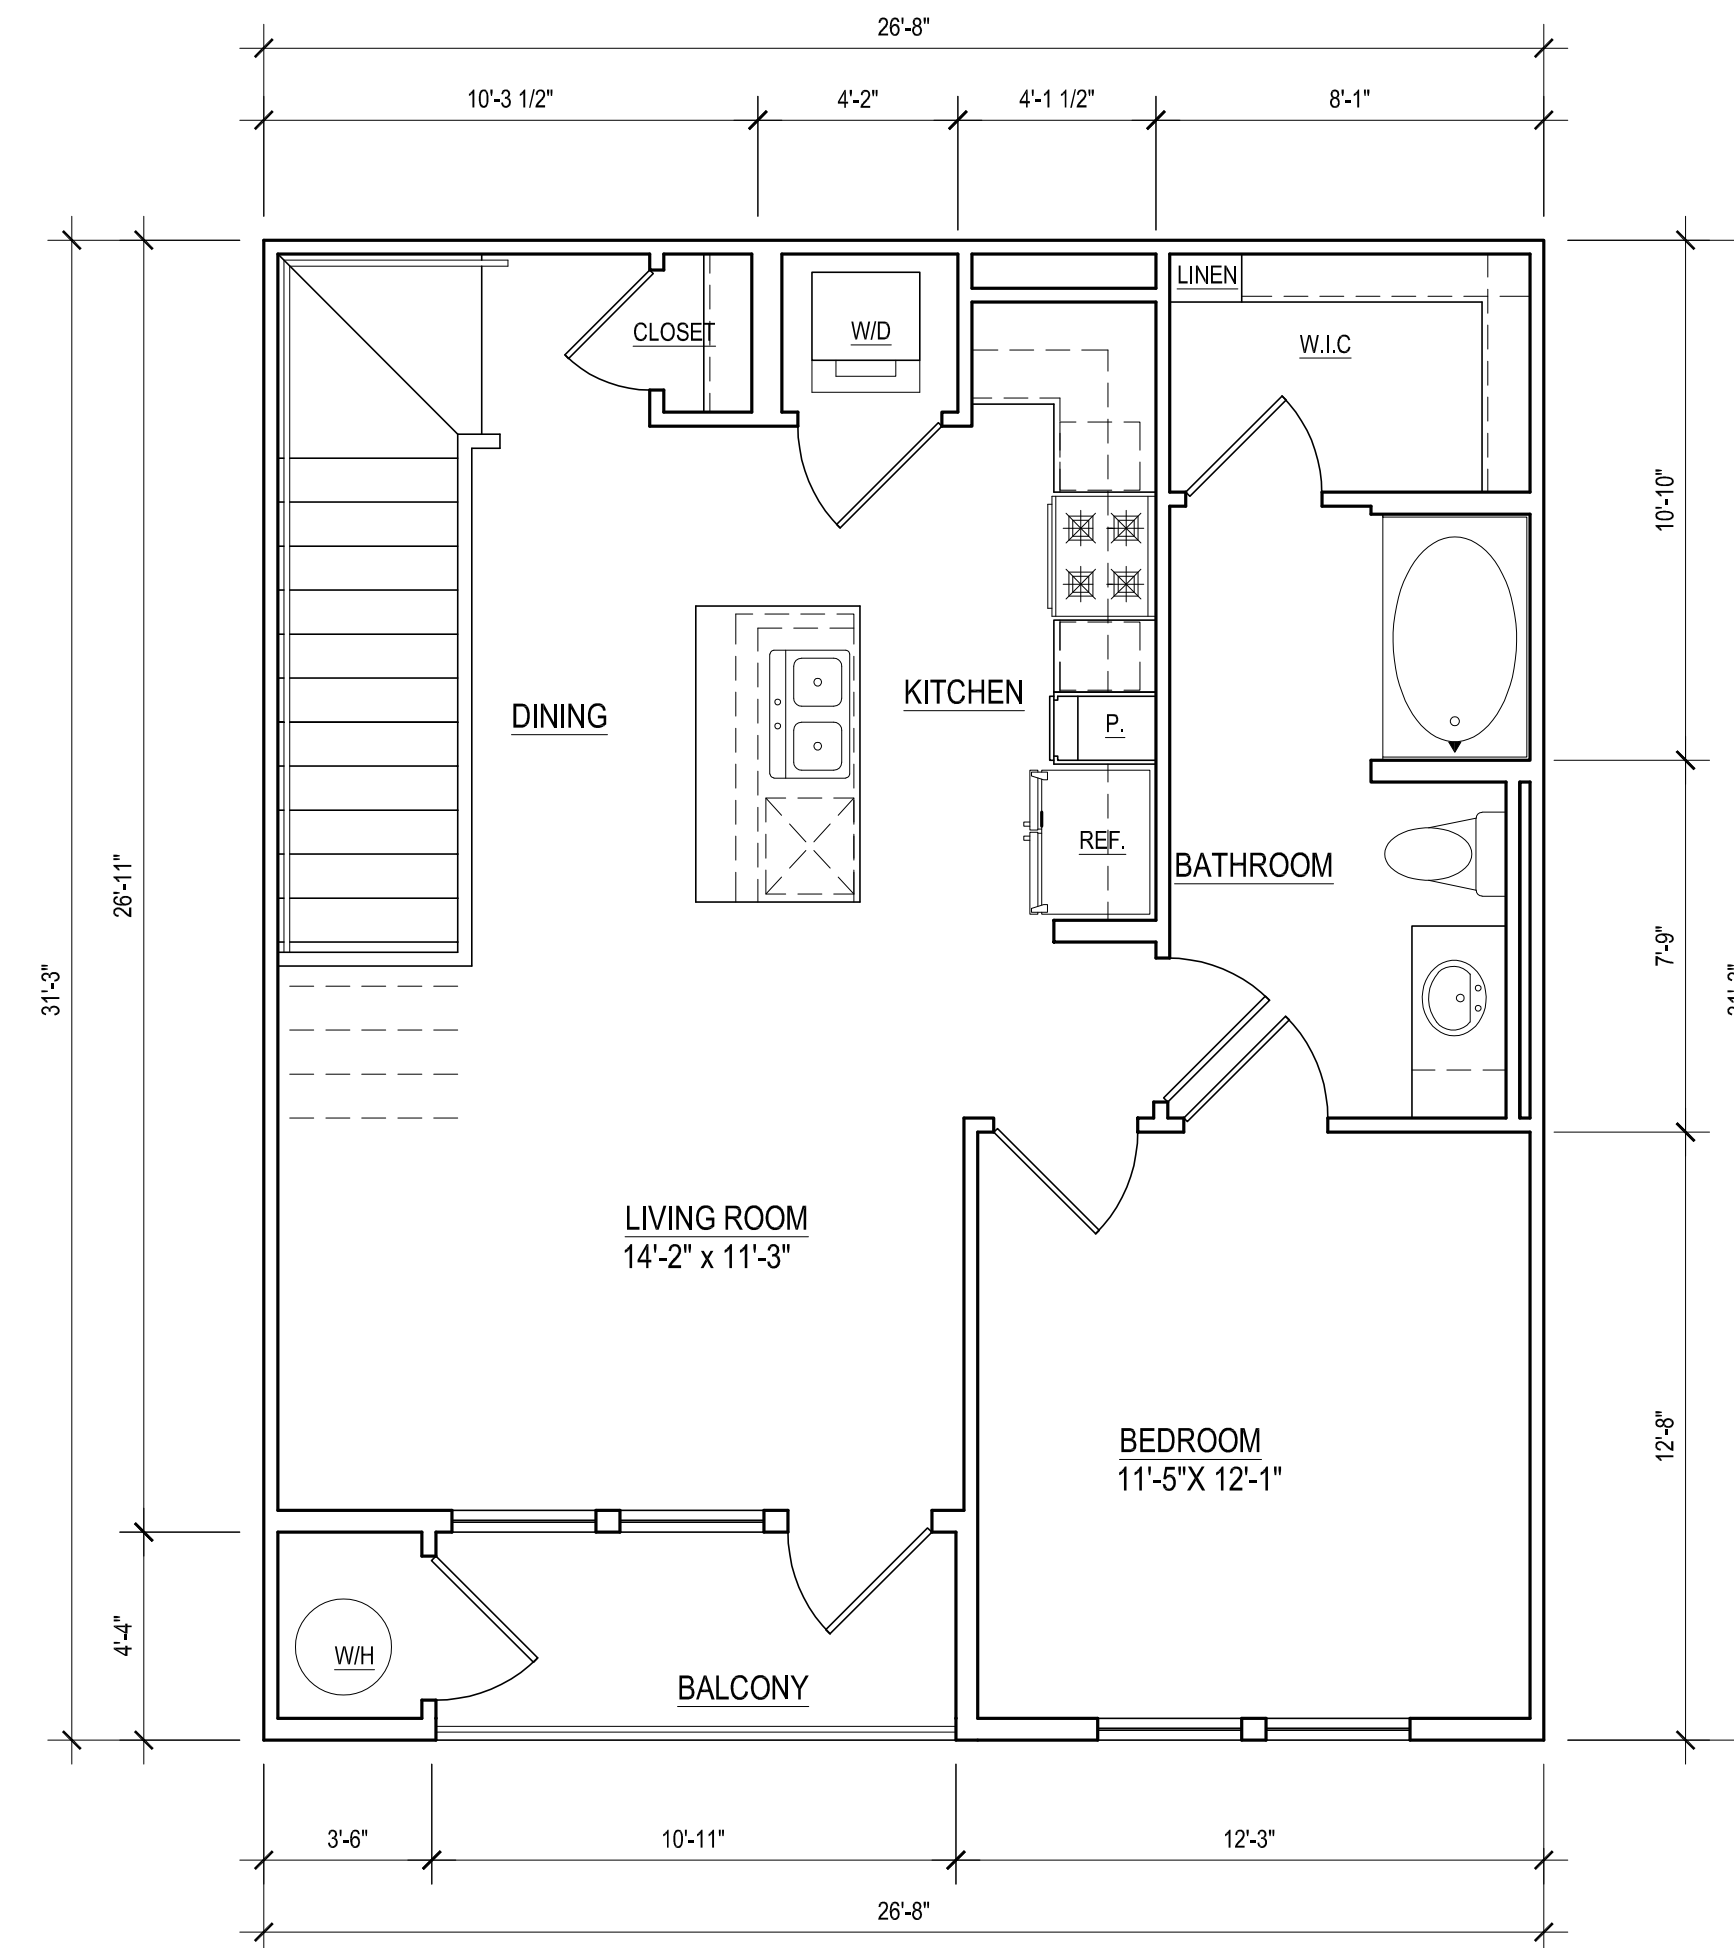 26'-8"
10'-3 1/2"
4'-2"
4'-1 1/2"
8'-1"
LINEN
CLOSET
W/D
W.I.C
10'-10"
KITCHEN
DINING
P.
REF.
BATHROOM
26'-11"
7'-9"
31'-3"
LIVING ROOM
14'-2" x 11'-3"
BEDROOM
11'-5"X 12'-1"
12'-8"
4'-4"
W/H
BALCONY
3'-6"
10'-11"
12'-3"
26'-8"